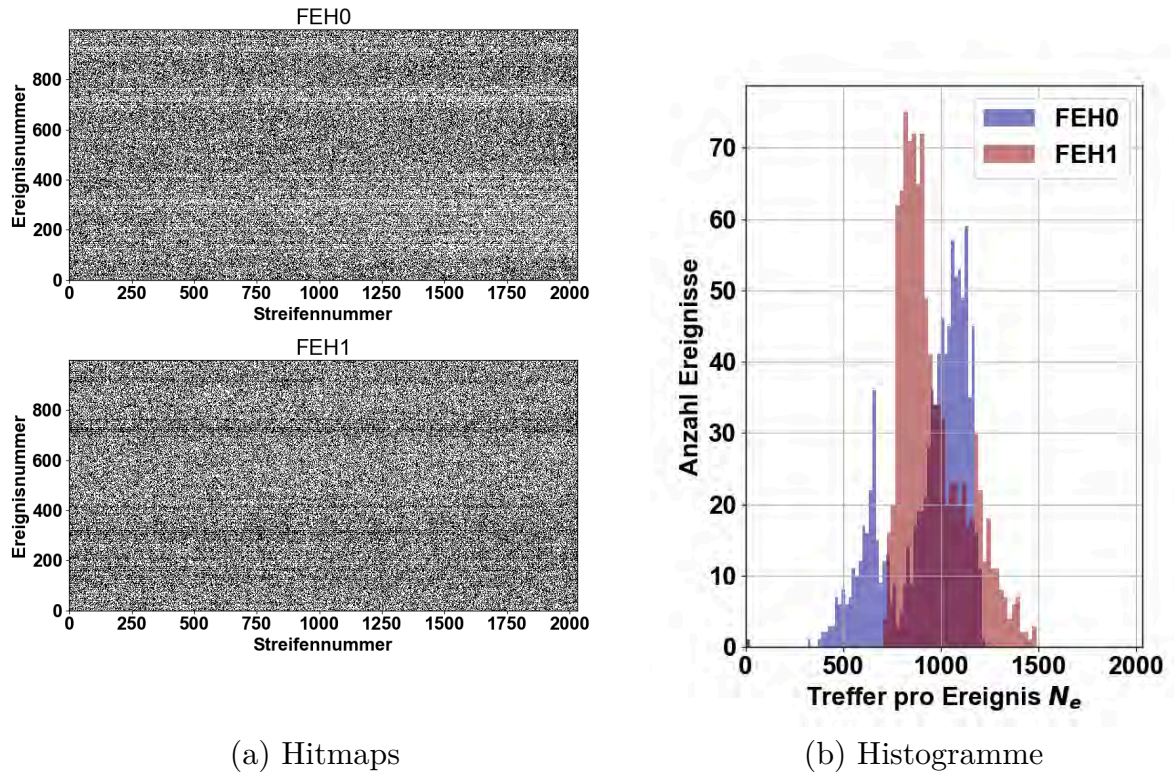 FEH0
Ereignisnummer
800
600
400
200
0
0 250 500 750 1000 1250 1500 1750 2000
Streifennummer
FEH1
Ereignisnummer
800
600
400
200
0
0 250 500 750 1000 1250 1500 1750 2000
Streifennummer
(a) Hitmaps
FEH0
FEH1
Anzahl Ereignisse
70
60
50
40
30
20
10
0
0 500 1000 1500 2000
Treffer pro Ereignis Nₑ
(b) Histogramme